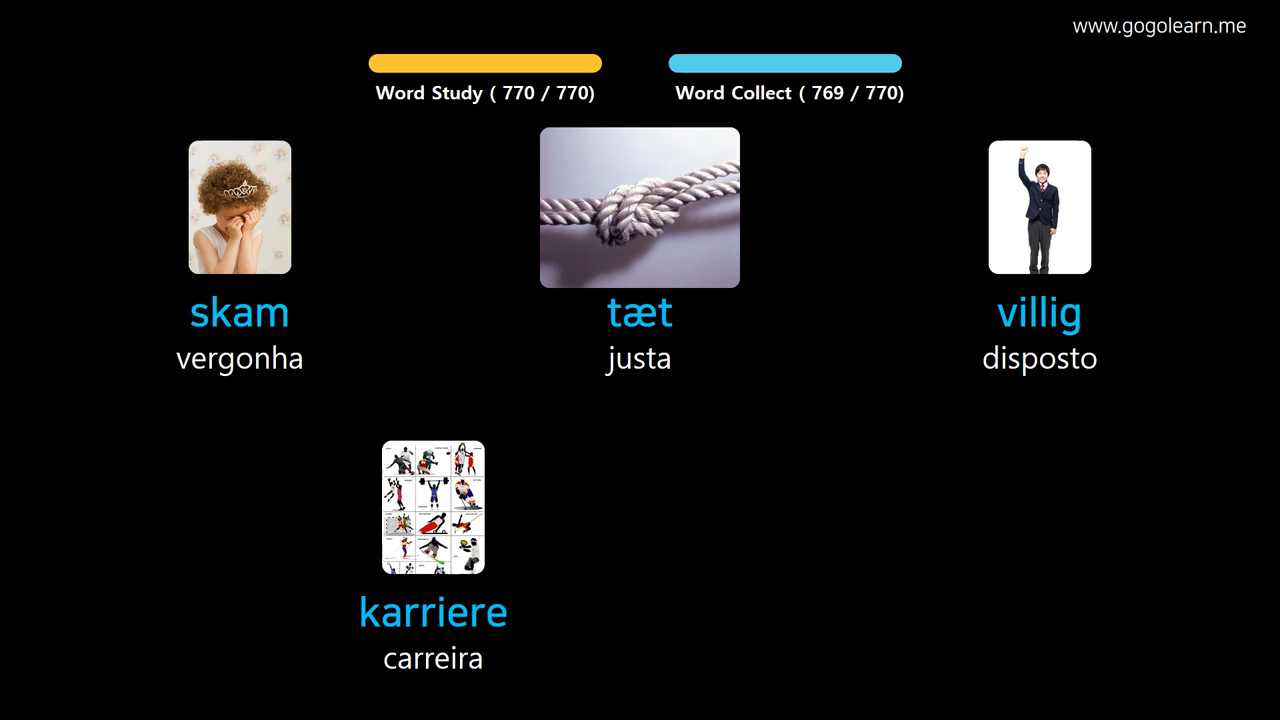 www.gogolearn.me
Word Study ( 770 / 770)
Word Collect ( 769 / 770)
skam
vergonha
tæt
justa
villig
disposto
karriere
carreira